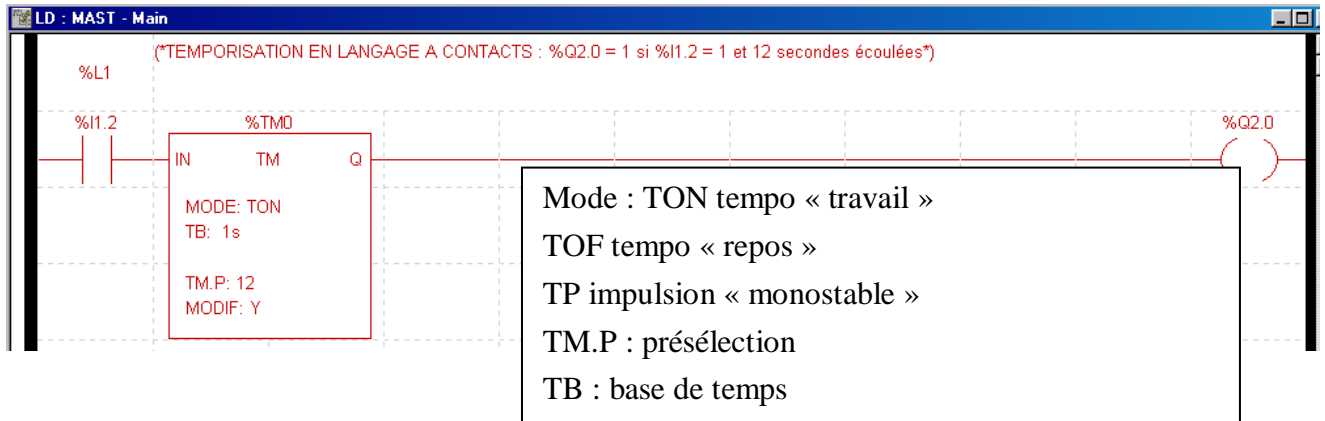 LD : MAST - Main
(*TEMPORISATION EN LANGAGE A CONTACTS : %Q2.0 = 1 si %I1.2 = 1 et 12 secondes écoulées*)
%L1
%I1.2
%TM0
%Q2.0
IN TM Q
MODE: TON
TB: 1s
TM.P: 12
MODIF: Y
Mode : TON tempo « travail »
TOF tempo « repos »
TP impulsion « monostable »
TM.P : présélection
TB : base de temps